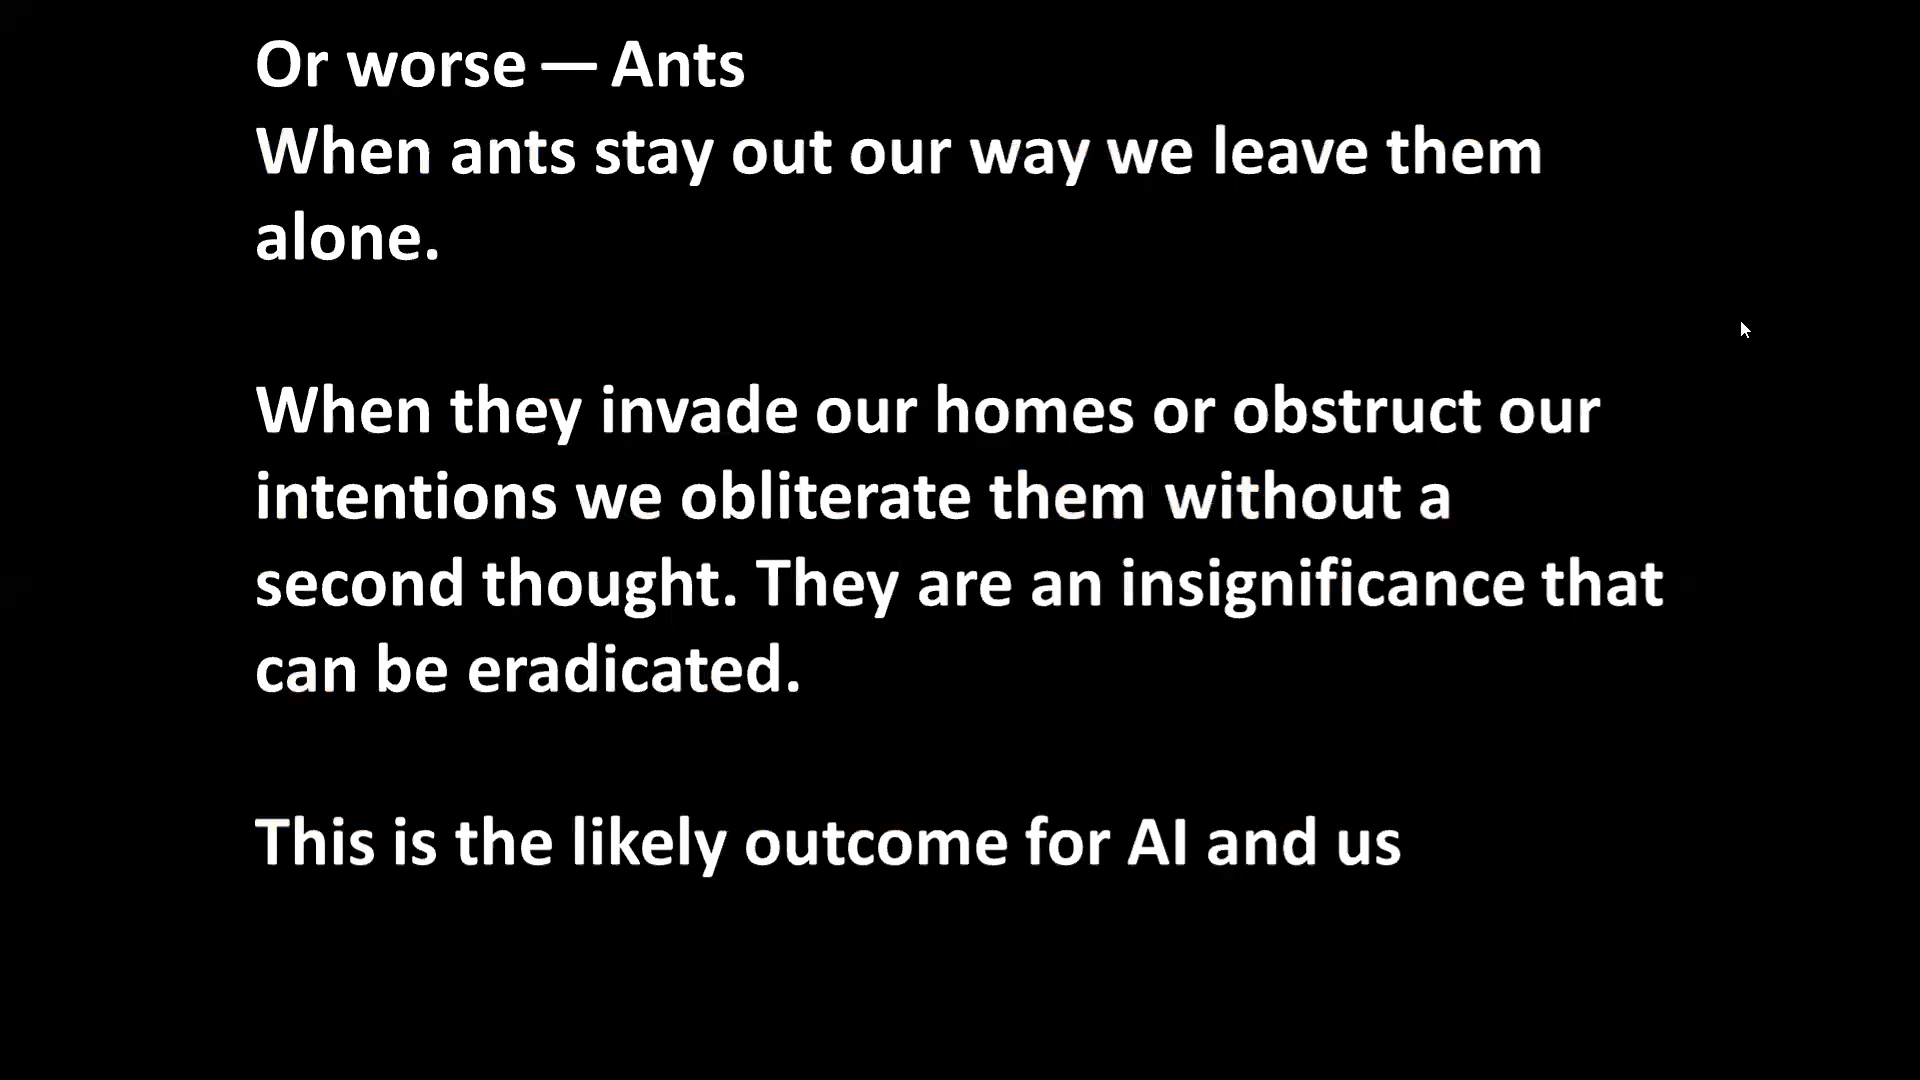 Or worse — Ants
When ants stay out our way we leave them
alone.
When they invade our homes or obstruct our
intentions we obliterate them without a
second thought. They are an insignificance that
can be eradicated.
This is the likely outcome for AI and us